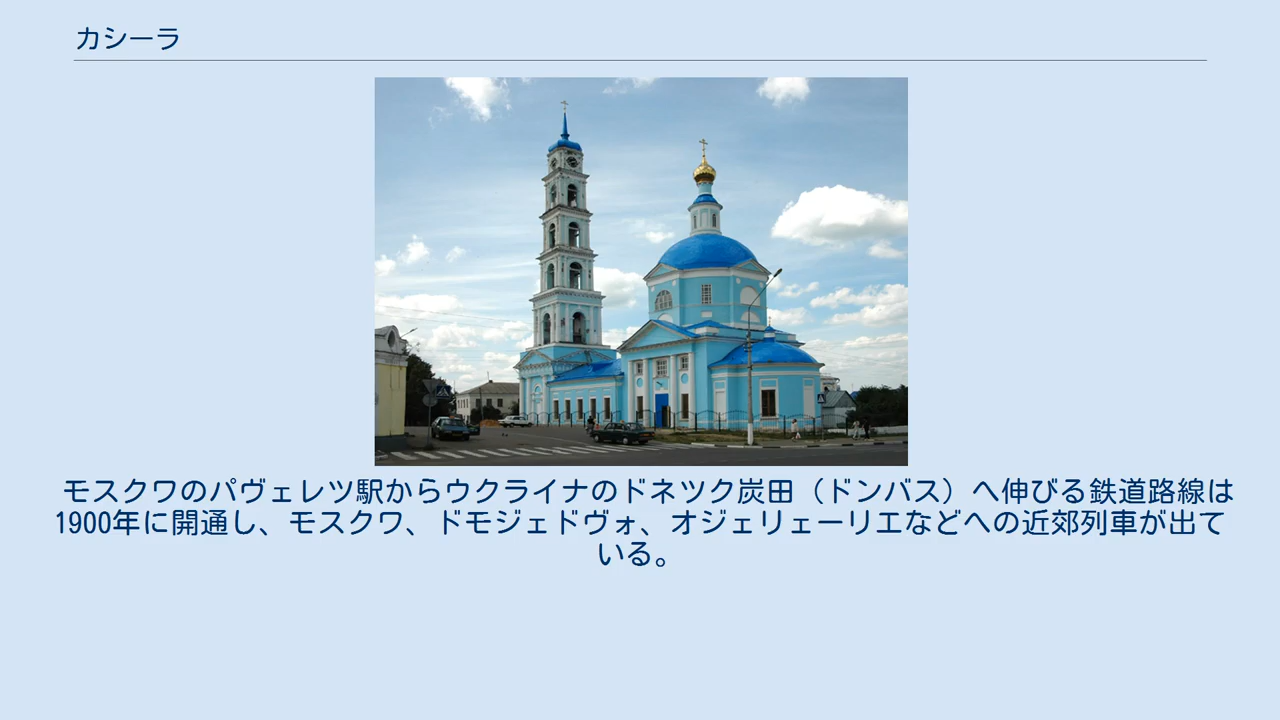 カシーラ
モスクワのパヴェレツ駅からウクライナのドネツク炭田（ドンバス）へ伸びる鉄道路線は
1900年に開通し、モスクワ、ドモジェドヴォ、オジェリェーリエなどへの近郊列車が出て
いる。